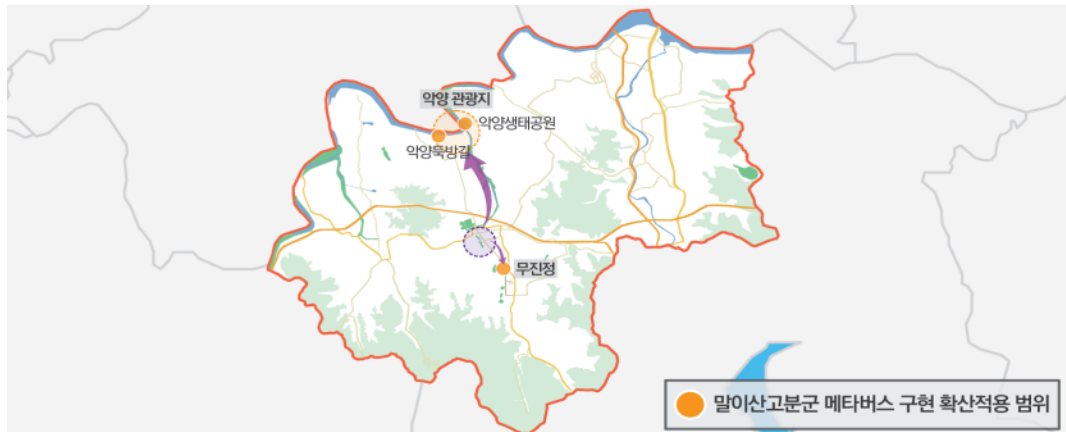 악양 관광지
악양생태공원
악양뚝방길
무진정
말이산고분군 메타버스 구현 확산적용 범위